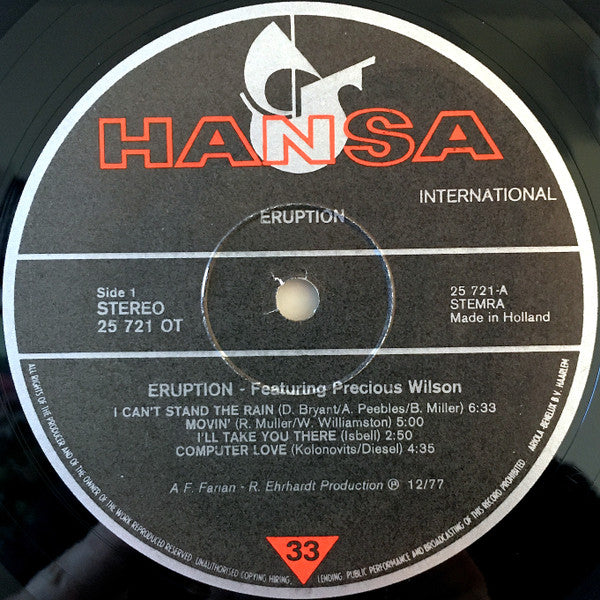 HANSA
INTERNATIONAL
ERUPTION
Side 1
STEREO
25 721 OT
25 721-A
STEMRA
Made in Holland
ERUPTION - Featuring Precious Wilson
I CAN'T STAND THE RAIN (D. Bryant/A. Peebles/B. Miller) 6:33
MOVIN' (R. Muller/W. Williamston) 5:00
I'LL TAKE YOU THERE (Isbell) 2:50
COMPUTER LOVE (Kolonovits/Diesel) 4:35
A F. Farian - R. Ehrhardt Production ℗ 12/77
33
ALL RIGHTS OF THE PRODUCER AND OF THE OWNER OF THE WORK REPRODUCED RESERVED. UNAUTHORISED COPYING HIRING, LENDING, PUBLIC PERFORMANCE AND BROADCASTING OF THIS RECORD PROHIBITED ARIOLA-BENELUX B.V. HAARLEM